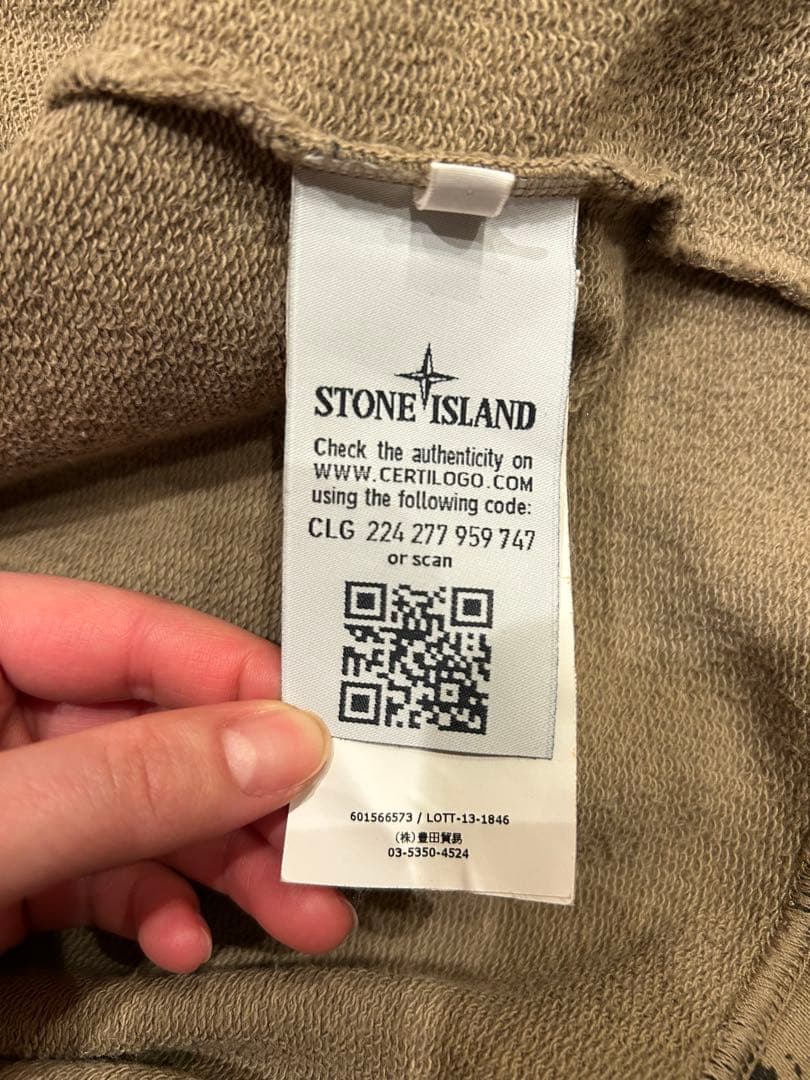 STONE ISLAND
Check the authenticity on
WWW.CERTILOGO.COM
using the following code:
CLG 224 277 959 747
or scan
601566573 / LOTT-13-1846
(株)豊田貿易
03-5350-4524